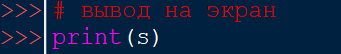 >>> # вывод на экран
>>> print(s)